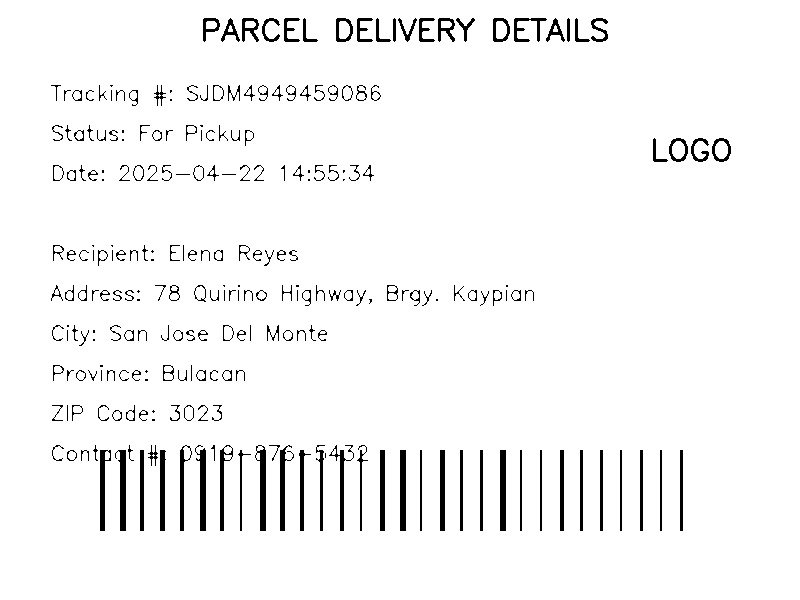 PARCEL DELIVERY DETAILS
Tracking #: SJDM4949459086
Status: For Pickup
LOGO
Date: 2025-04-22 14:55:34
Recipient: Elena Reyes
Address: 78 Quirino Highway, Brgy. Kaypian
City: San Jose Del Monte
Province: Bulacan
ZIP Code: 3023
Contact #: 0919-876-5432